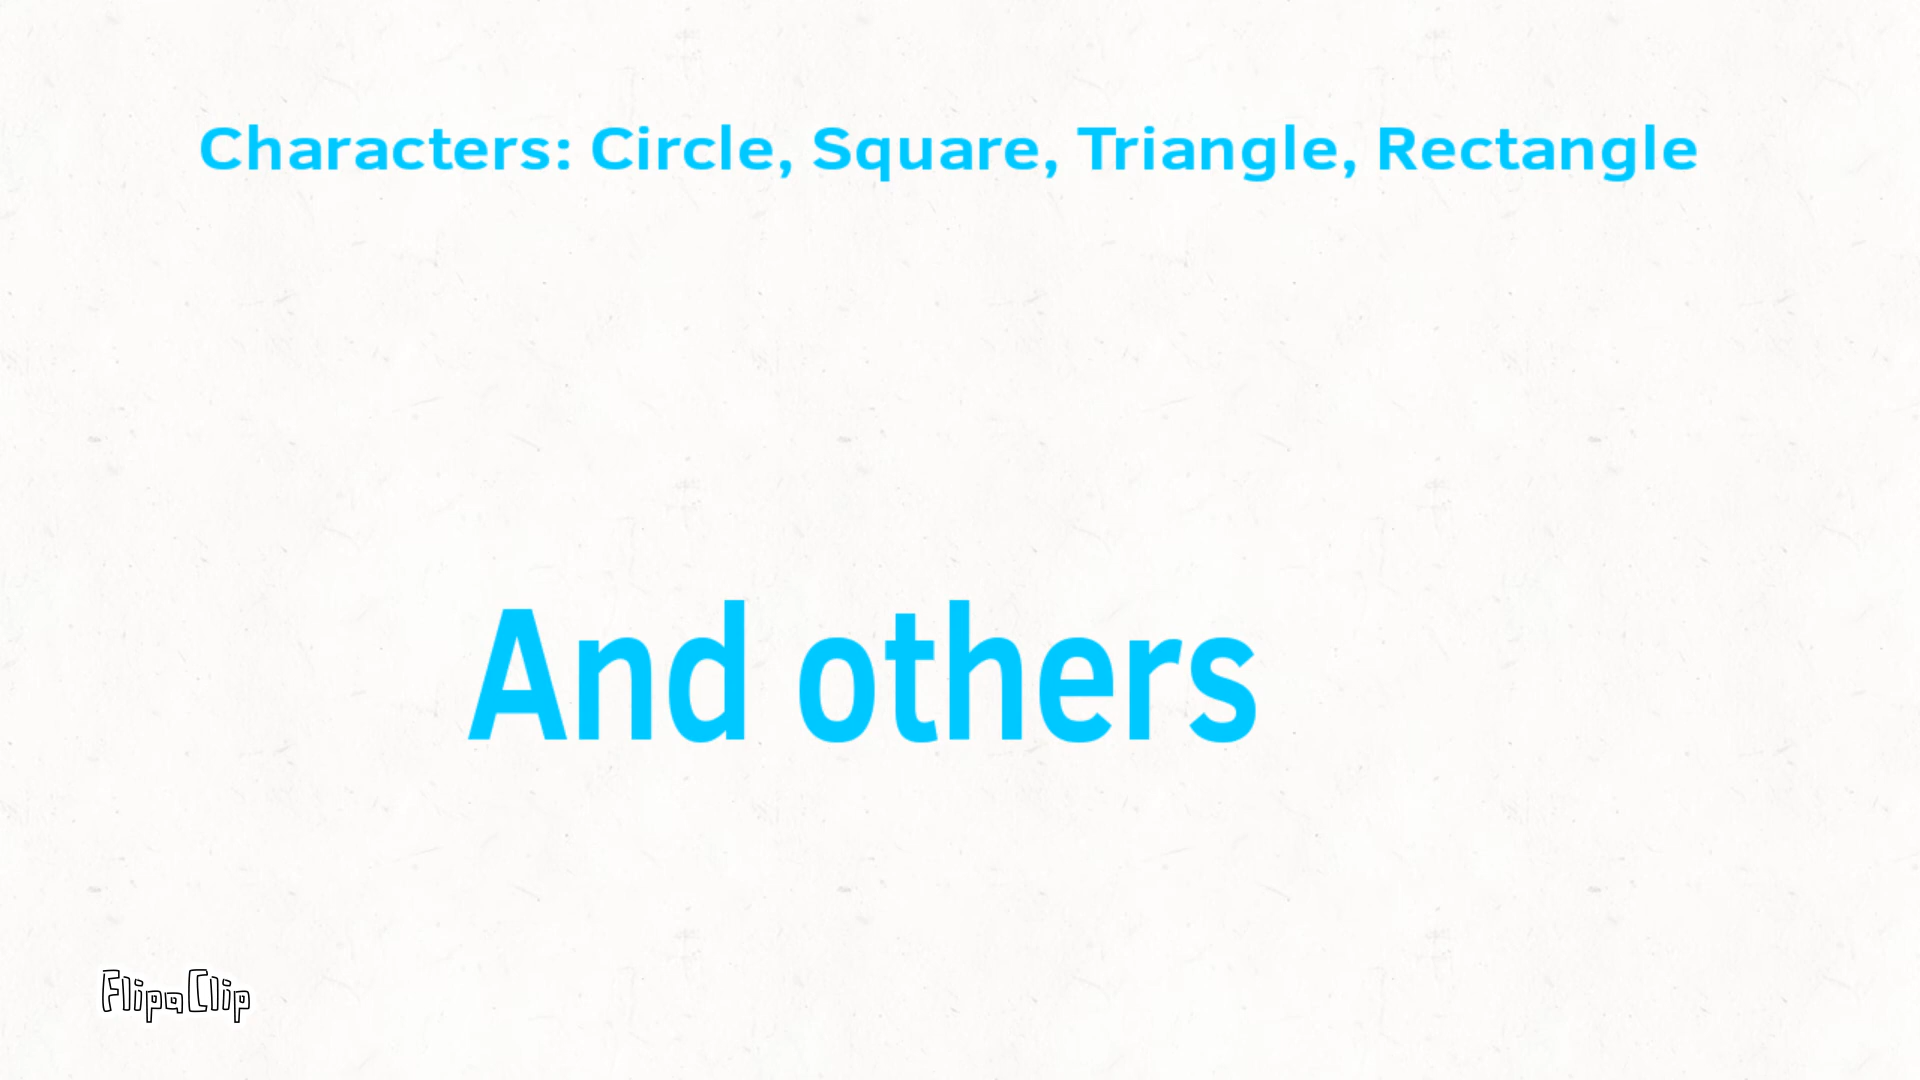 Characters: Circle, Square, Triangle, Rectangle
And others
FlipaClip